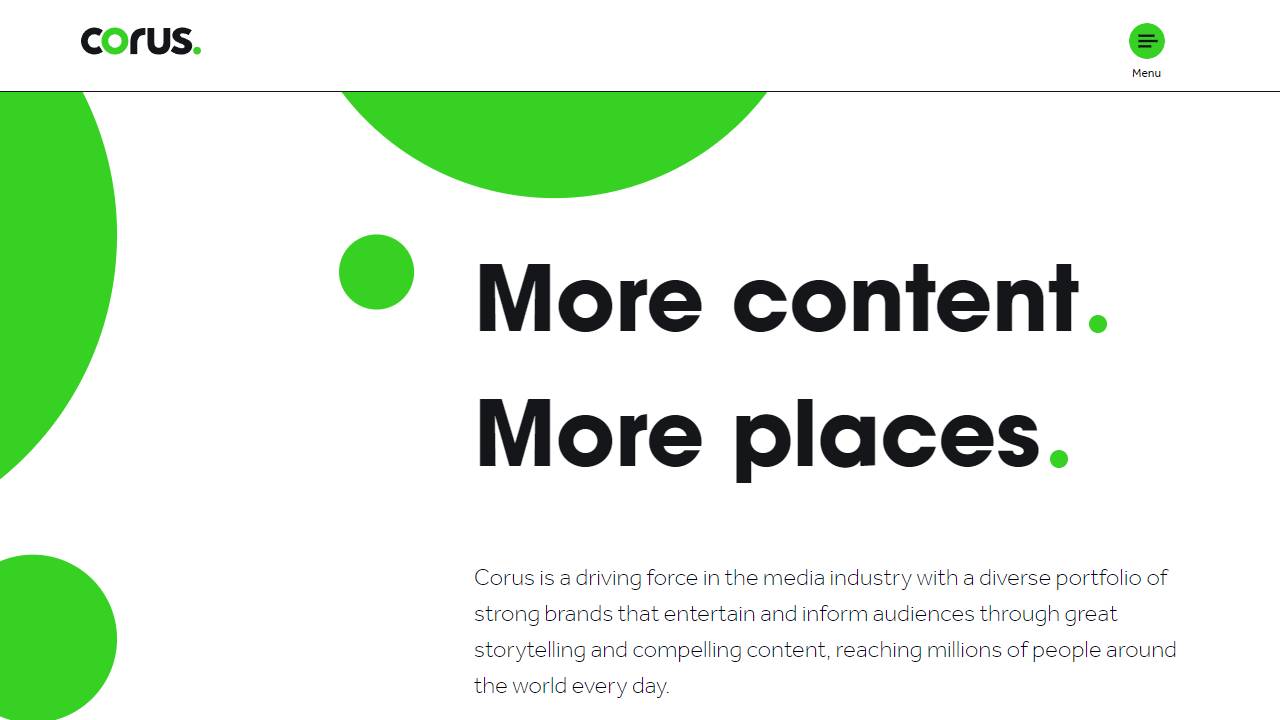 corus.
Menu
More content.
More places.
Corus is a driving force in the media industry with a diverse portfolio of
strong brands that entertain and inform audiences through great
storytelling and compelling content, reaching millions of people around
the world every day.